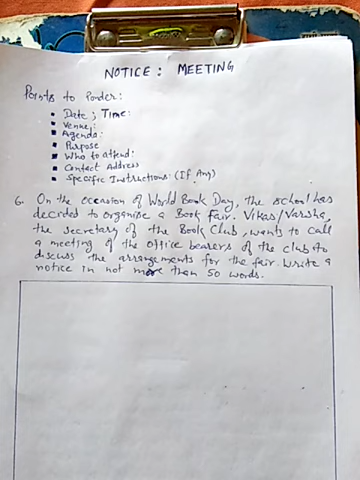 NOTICE: MEETING
Points to Ponder:
▪ Date; Time:
▪ Venue:
▪ Agenda:
▪ Purpose
▪ Who to attend:
▪ Contact Address
▪ Specific Instructions: (If Any)
6. On the occasion of World Book Day, the school has
decided to organise a Book Fair. Vikas/Varsha,
the secretary of the Book Club, wants to call
a meeting of the office bearers of the club to
discuss the arrangements for the fair. Write a
notice in not more than 50 words.